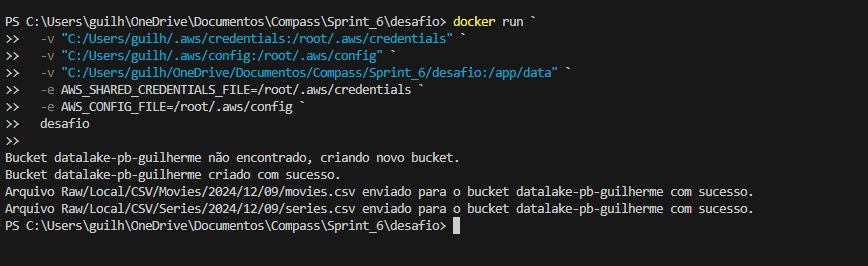 PS C:\Users\guilh\OneDrive\Documentos\Compass\Sprint_6\desafio> docker run `
>>   -v "C:/Users/guilh/.aws/credentials:/root/.aws/credentials" `
>>   -v "C:/Users/guilh/.aws/config:/root/.aws/config" `
>>   -v "C:/Users/guilh/OneDrive/Documentos/Compass/Sprint_6/desafio:/app/data" `
>>   -e AWS_SHARED_CREDENTIALS_FILE=/root/.aws/credentials `
>>   -e AWS_CONFIG_FILE=/root/.aws/config `
>>   desafio
>>
Bucket datalake-pb-guilherme não encontrado, criando novo bucket.
Bucket datalake-pb-guilherme criado com sucesso.
Arquivo Raw/Local/CSV/Movies/2024/12/09/movies.csv enviado para o bucket datalake-pb-guilherme com sucesso.
Arquivo Raw/Local/CSV/Series/2024/12/09/series.csv enviado para o bucket datalake-pb-guilherme com sucesso.
PS C:\Users\guilh\OneDrive\Documentos\Compass\Sprint_6\desafio>